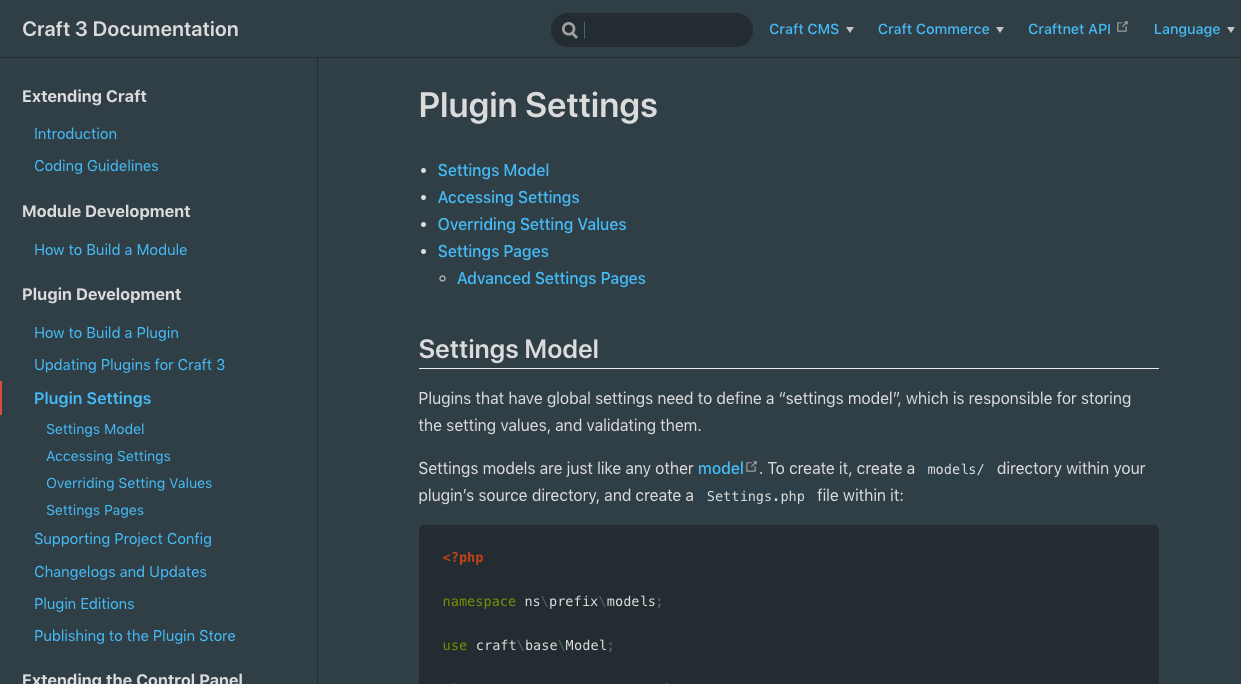 Craft 3 Documentation
Craft CMS
Craft Commerce
Craftnet API
Language
Extending Craft
Introduction
Coding Guidelines
Module Development
How to Build a Module
Plugin Development
How to Build a Plugin
Updating Plugins for Craft 3
Plugin Settings
Settings Model
Accessing Settings
Overriding Setting Values
Settings Pages
Supporting Project Config
Changelogs and Updates
Plugin Editions
Publishing to the Plugin Store
Extending the Control Panel
Plugin Settings
• Settings Model
• Accessing Settings
• Overriding Setting Values
• Settings Pages
◦ Advanced Settings Pages
Settings Model
Plugins that have global settings need to define a “settings model”, which is responsible for storing
the setting values, and validating them.
Settings models are just like any other model. To create it, create a models/ directory within your
plugin’s source directory, and create a Settings.php file within it:
<?php
namespace ns\prefix\models;
use craft\base\Model;